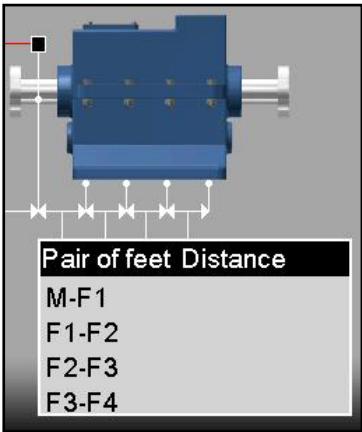 Pair of feet Distance
M-F1
F1-F2
F2-F3
F3-F4